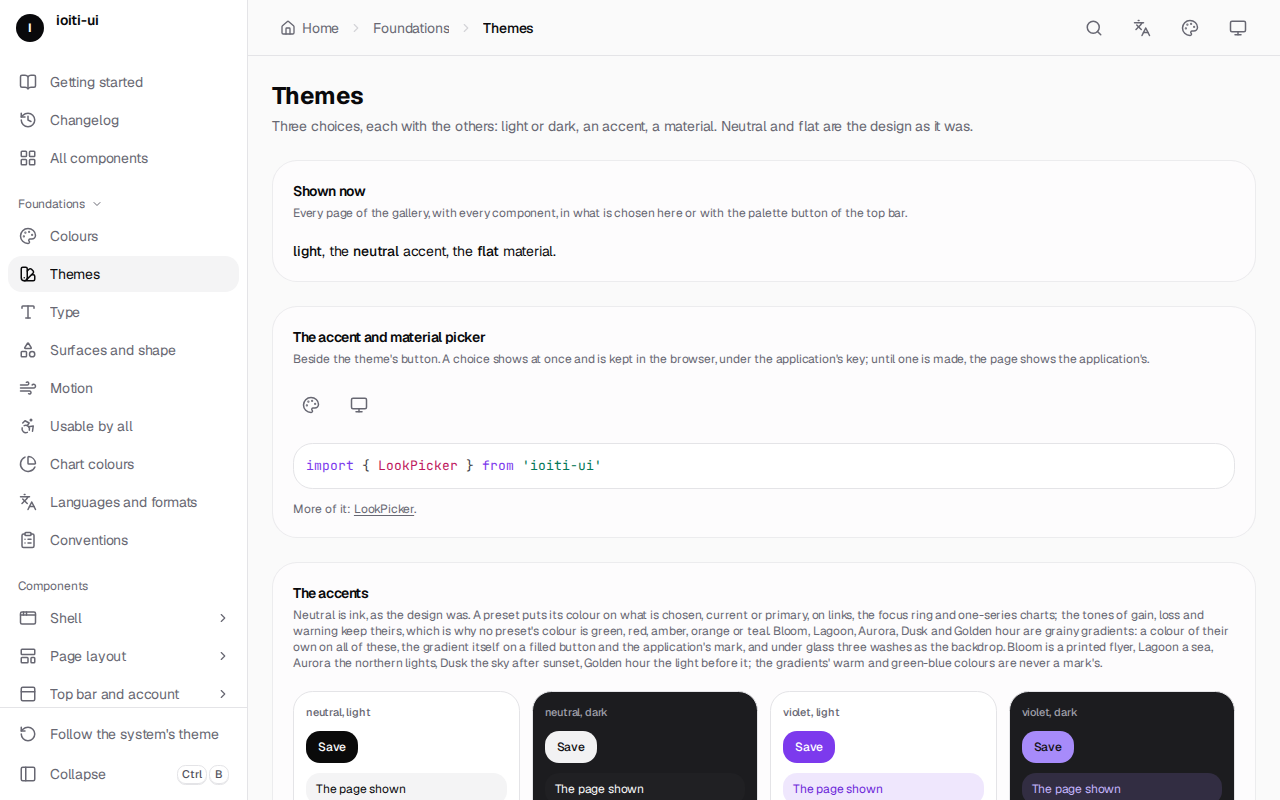 I
ioiti-ui
Getting started
Changelog
All components
Foundations
Colours
Themes
Type
Surfaces and shape
Motion
Usable by all
Chart colours
Languages and formats
Conventions
Components
Shell
Page layout
Top bar and account
Follow the system's theme
Collapse Ctrl B
Home Foundations Themes
Themes
Three choices, each with the others: light or dark, an accent, a material. Neutral and flat are the design as it was.
Shown now
Every page of the gallery, with every component, in what is chosen here or with the palette button of the top bar.
light, the neutral accent, the flat material.
The accent and material picker
Beside the theme's button. A choice shows at once and is kept in the browser, under the application's key; until one is made, the page shows the application's.
import { LookPicker } from 'ioiti-ui'
More of it: LookPicker.
The accents
Neutral is ink, as the design was. A preset puts its colour on what is chosen, current or primary, on links, the focus ring and one-series charts; the tones of gain, loss and
warning keep theirs, which is why no preset's colour is green, red, amber, orange or teal. Bloom, Lagoon, Aurora, Dusk and Golden hour are grainy gradients: a colour of their
own on all of these, the gradient itself on a filled button and the application's mark, and under glass three washes as the backdrop. Bloom is a printed flyer, Lagoon a sea,
Aurora the northern lights, Dusk the sky after sunset, Golden hour the light before it; the gradients' warm and green-blue colours are never a mark's.
neutral, light
Save
The page shown
neutral, dark
Save
The page shown
violet, light
Save
The page shown
violet, dark
Save
The page shown